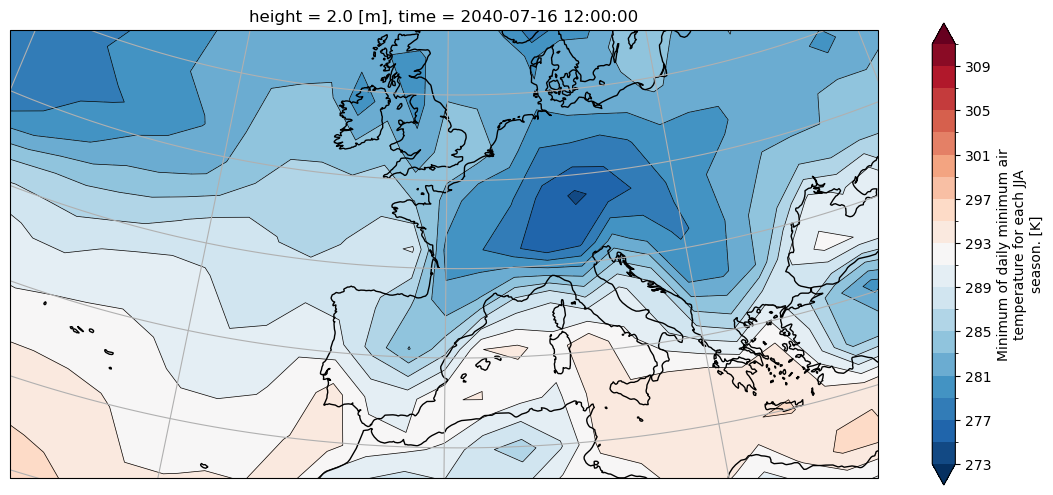 height = 2.0 [m], time = 2040-07-16 12:00:00
309
305
301
297
293
289
285
281
277
273
Minimum of daily minimum air
temperature for each JJA
season. [K]